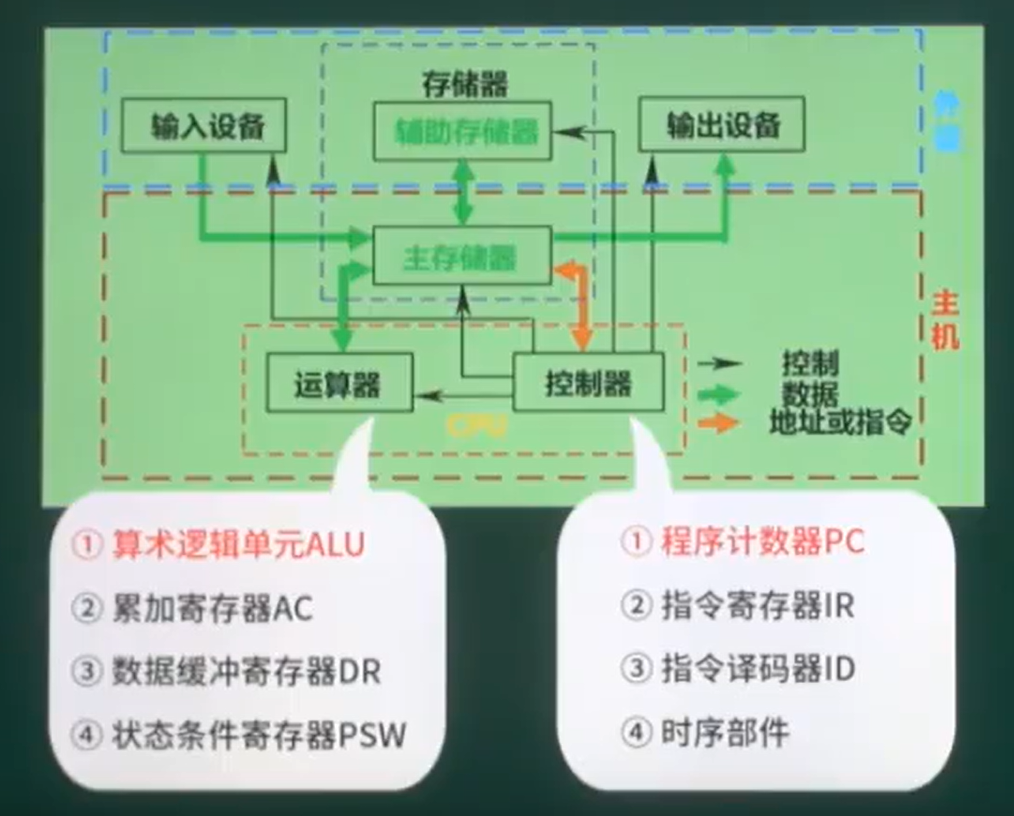 存储器
输入设备
辅助存储器
输出设备
外设
主存储器
主机
运算器
控制器
控制
数据
地址或指令
CPU
① 算术逻辑单元ALU
② 累加寄存器AC
③ 数据缓冲寄存器DR
④ 状态条件寄存器PSW
① 程序计数器PC
② 指令寄存器IR
③ 指令译码器ID
④ 时序部件